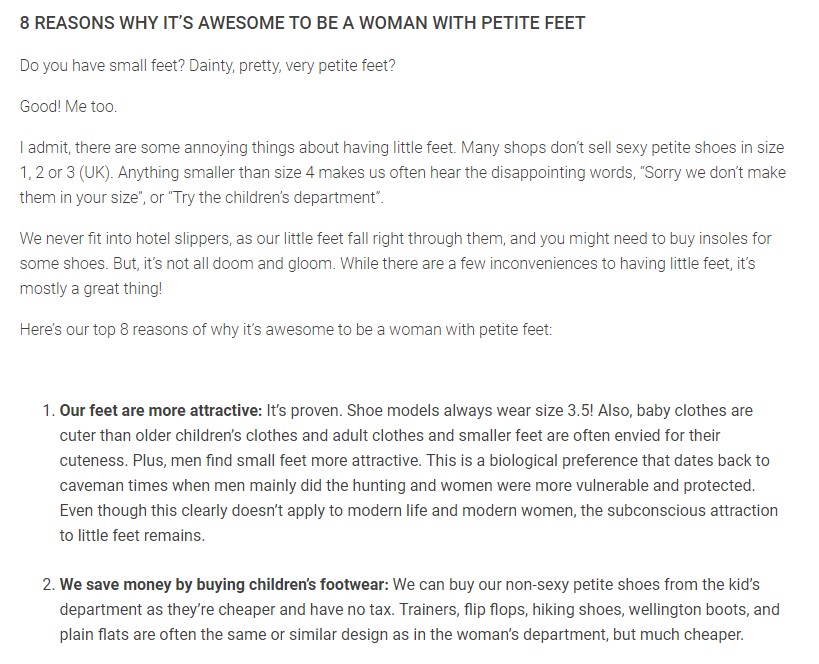 8 REASONS WHY IT'S AWESOME TO BE A WOMAN WITH PETITE FEET
Do you have small feet? Dainty, pretty, very petite feet?
Good! Me too.
I admit, there are some annoying things about having little feet. Many shops don't sell sexy petite shoes in size
1, 2 or 3 (UK). Anything smaller than size 4 makes us often hear the disappointing words, "Sorry we don't make
them in your size", or "Try the children's department".
We never fit into hotel slippers, as our little feet fall right through them, and you might need to buy insoles for
some shoes. But, it's not all doom and gloom. While there are a few inconveniences to having little feet, it's
mostly a great thing!
Here's our top 8 reasons of why it's awesome to be a woman with petite feet:
1. Our feet are more attractive: It's proven. Shoe models always wear size 3.5! Also, baby clothes are
cuter than older children's clothes and adult clothes and smaller feet are often envied for their
cuteness. Plus, men find small feet more attractive. This is a biological preference that dates back to
caveman times when men mainly did the hunting and women were more vulnerable and protected.
Even though this clearly doesn't apply to modern life and modern women, the subconscious attraction
to little feet remains.
2. We save money by buying children's footwear: We can buy our non-sexy petite shoes from the kid's
department as they're cheaper and have no tax. Trainers, flip flops, hiking shoes, wellington boots, and
plain flats are often the same or similar design as in the woman's department, but much cheaper.